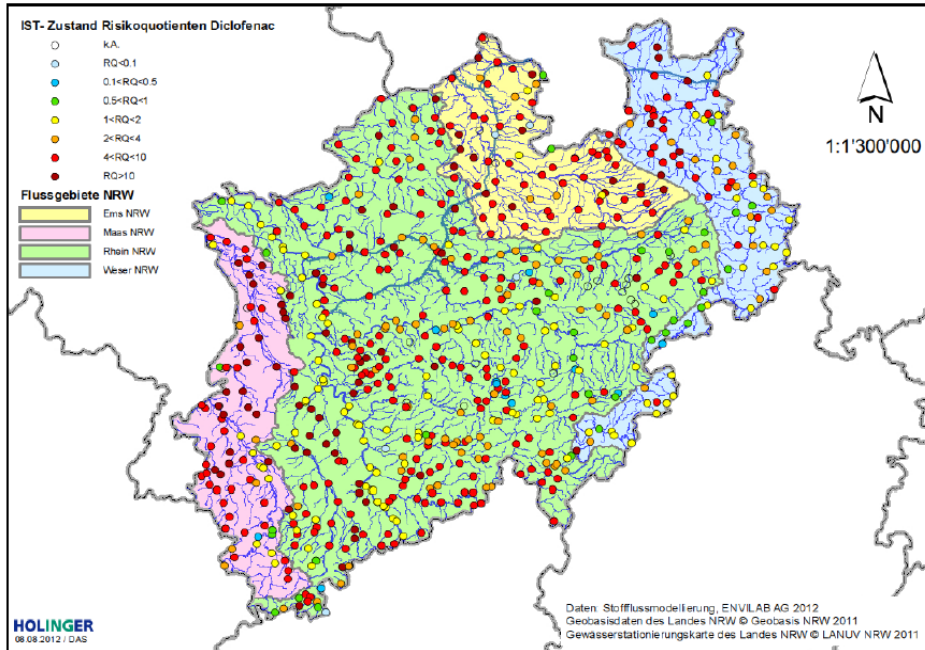 IST- Zustand Risikoquotienten Diclofenac
k.A.
RQ<0.1
0.1<RQ<0.5
0.5<RQ<1
1<RQ<2
2<RQ<4
4<RQ<10
RQ>10
Flussgebiete NRW
Ems NRW
Maas NRW
Rhein NRW
Weser NRW
N
1:1'300'000
HOLINGER
08.08.2012 / DAS
Daten: Stoffflussmodellierung, ENVILAB AG 2012
Geobasisdaten des Landes NRW © Geobasis NRW 2011
Gewässerstationierungskarte des Landes NRW © LANUV NRW 2011